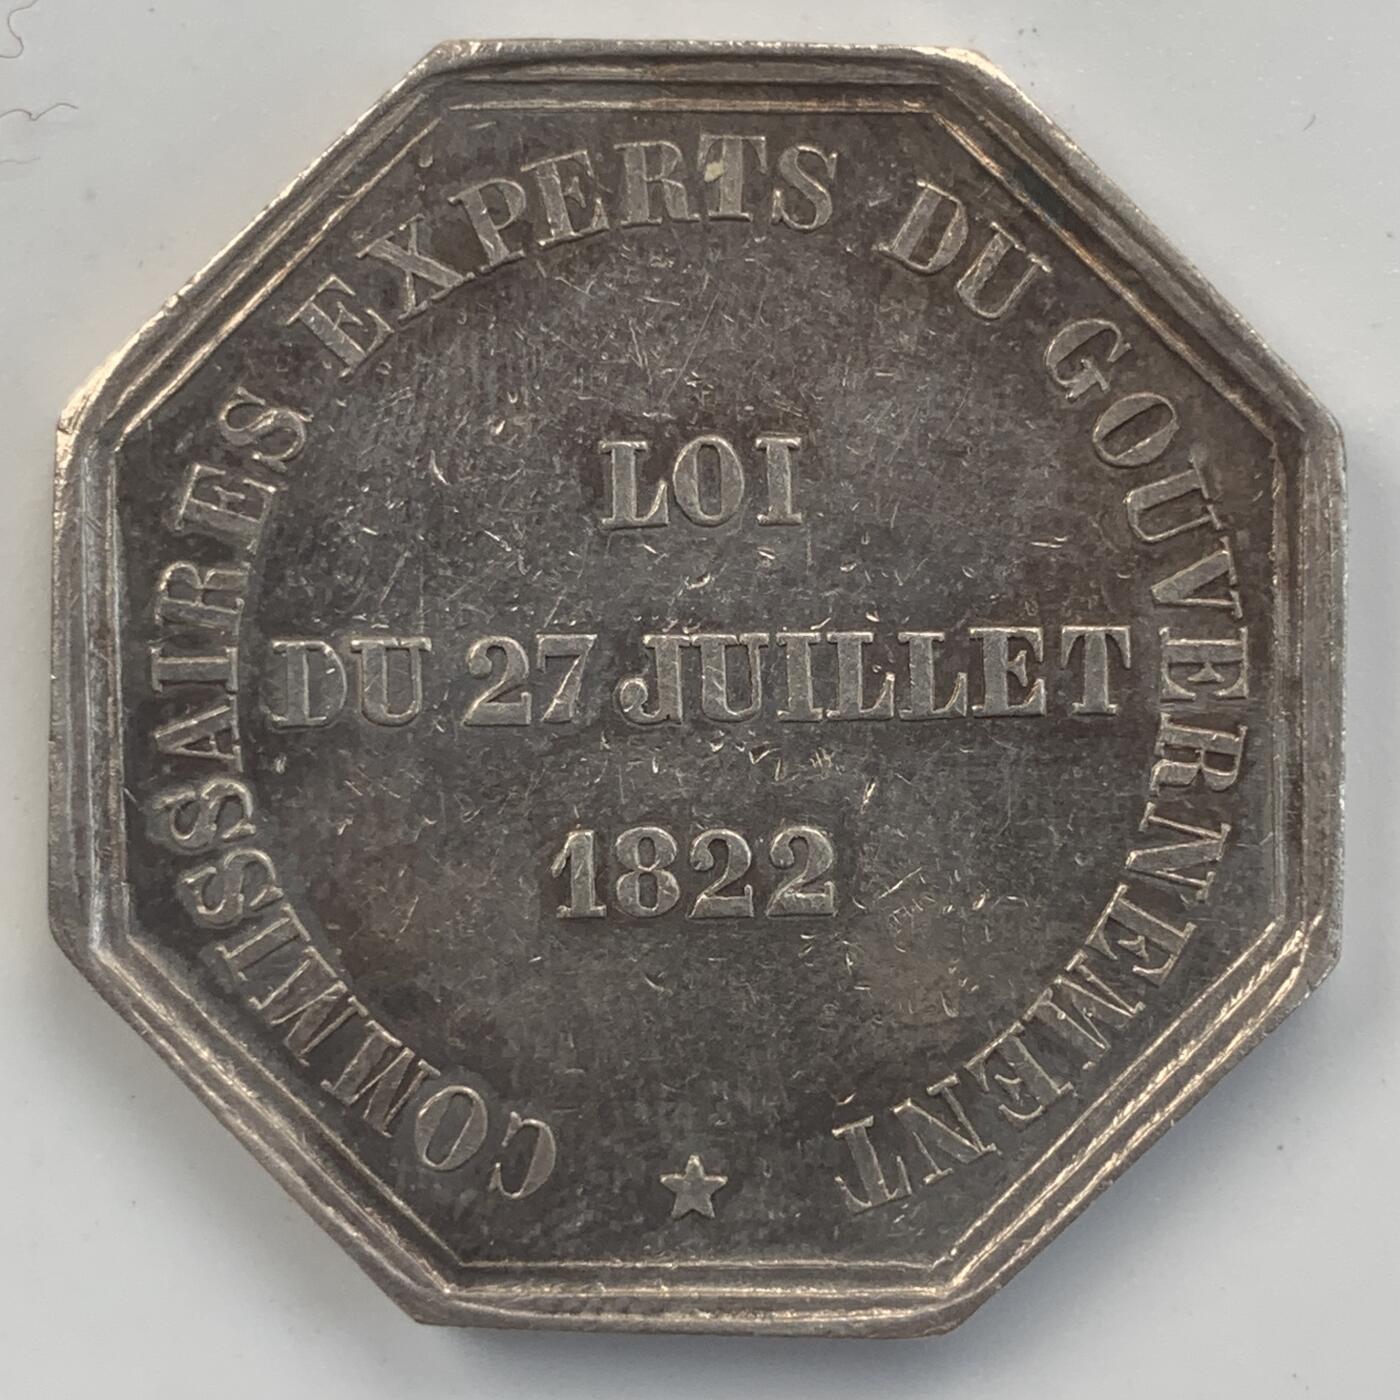 COMMISSAIRES EXPERTS DU GOUVERNEMENT
LOI
DU 27 JUILLET
1822